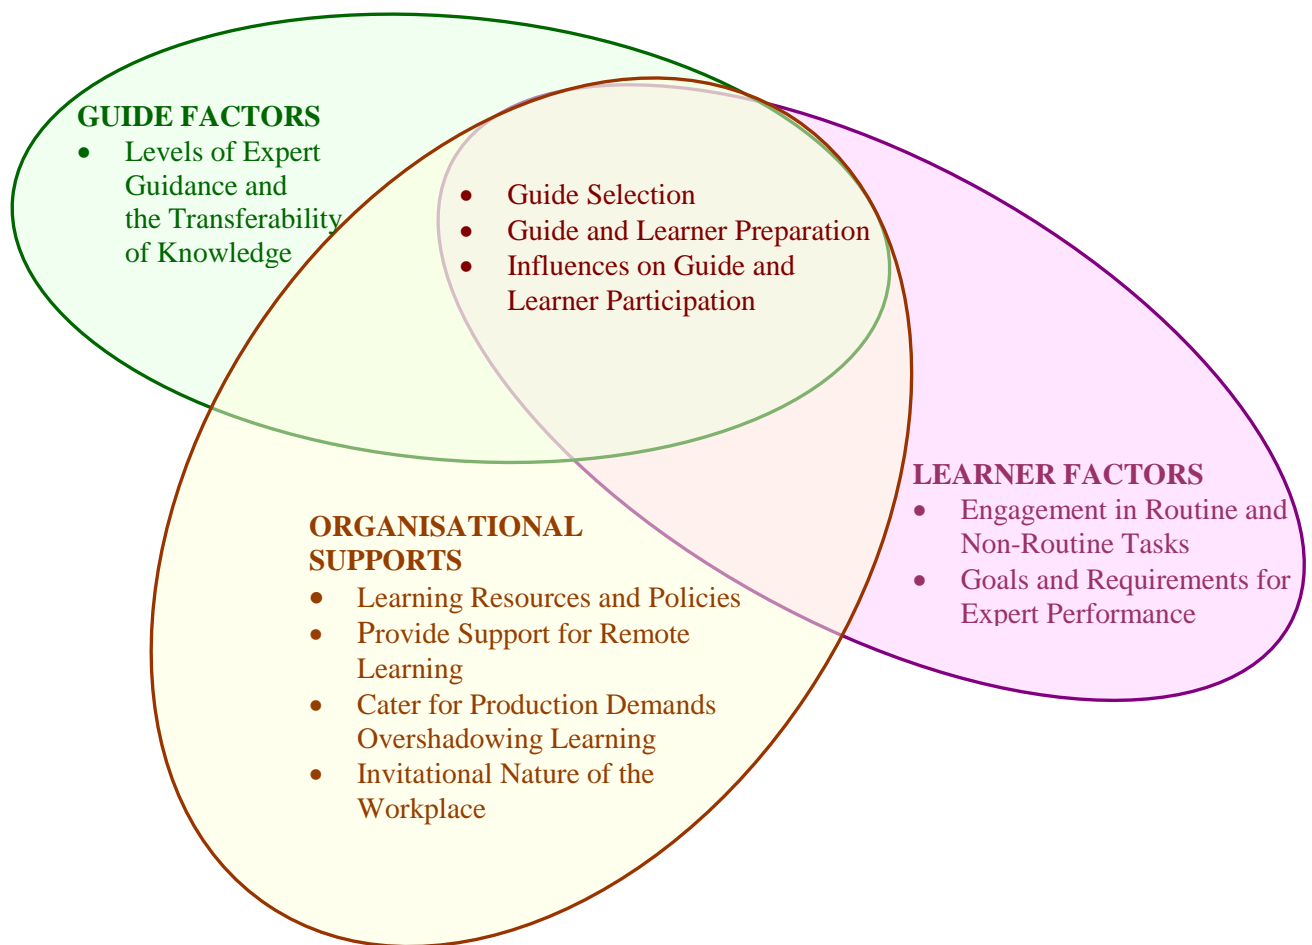 GUIDE FACTORS
• Levels of Expert
Guidance and
the Transferability
of Knowledge
• Guide Selection
• Guide and Learner Preparation
• Influences on Guide and
Learner Participation
LEARNER FACTORS
• Engagement in Routine and
Non-Routine Tasks
• Goals and Requirements for
Expert Performance
ORGANISATIONAL
SUPPORTS
• Learning Resources and Policies
• Provide Support for Remote
Learning
• Cater for Production Demands
Overshadowing Learning
• Invitational Nature of the
Workplace